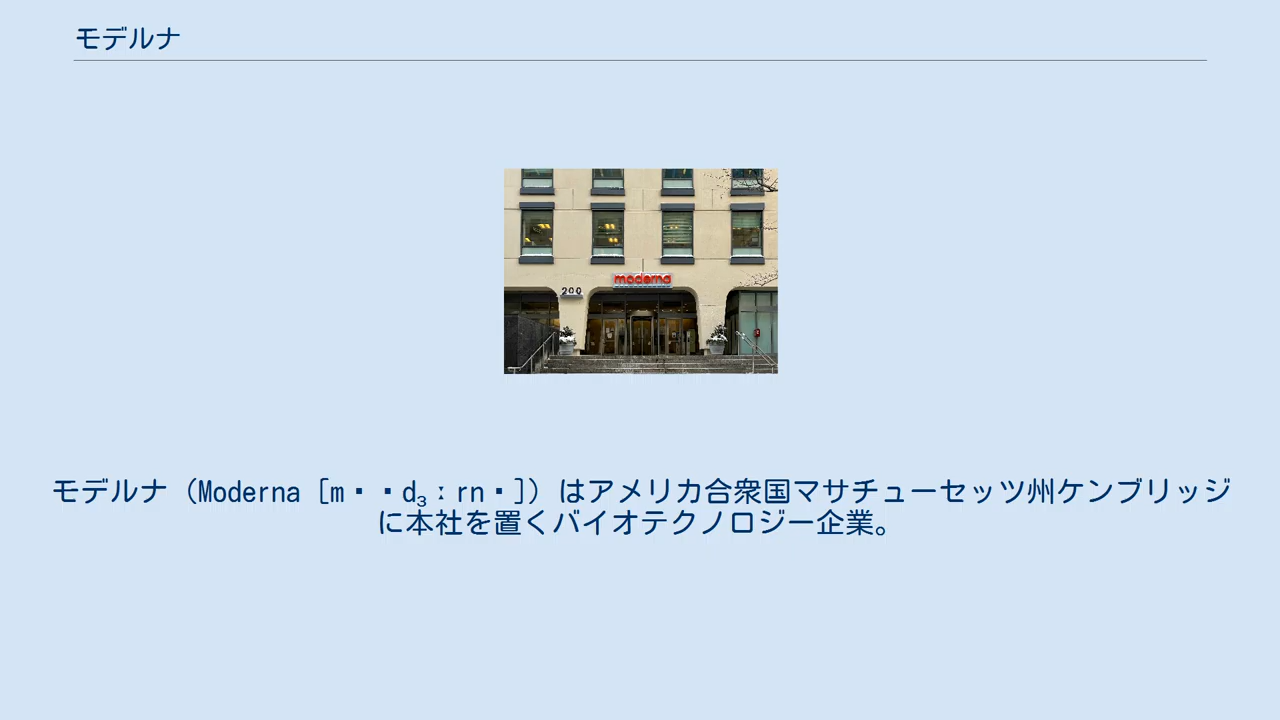 モデルナ
200
moderna
モデルナ（Moderna [m・・d₃ːrn・]）はアメリカ合衆国マサチューセッツ州ケンブリッジ
に本社を置くバイオテクノロジー企業。